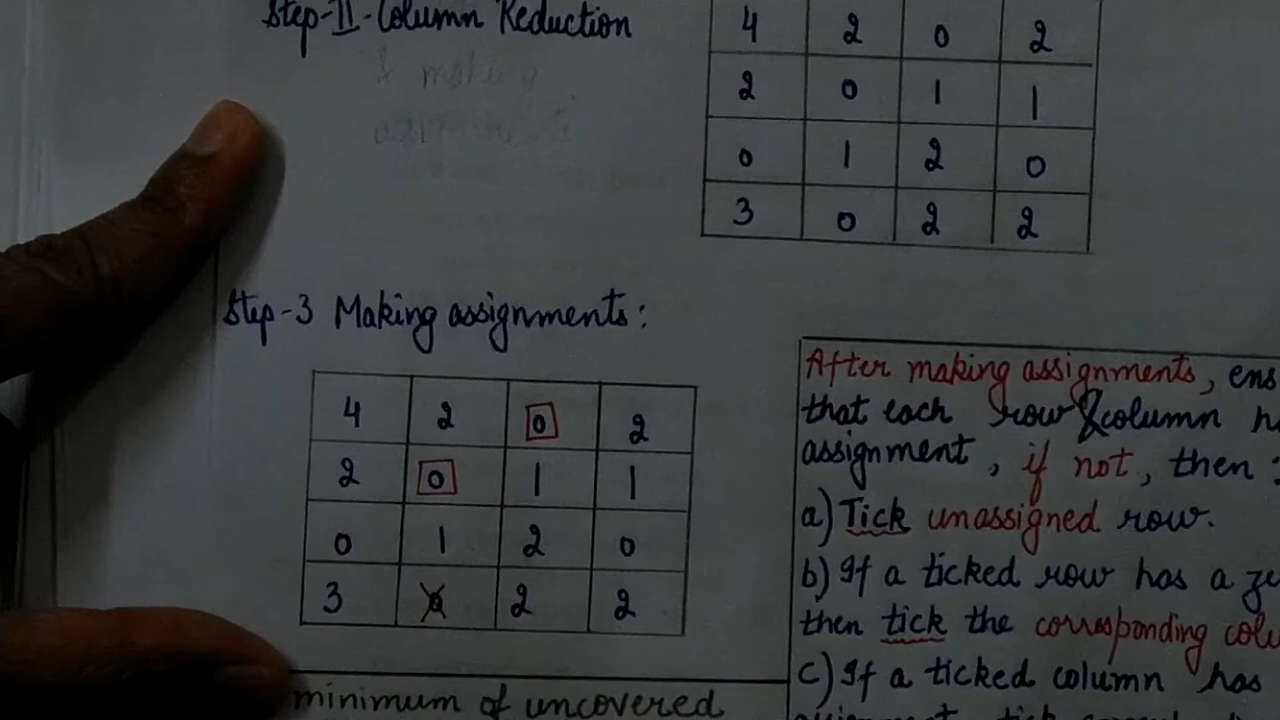 Step-II-Column Reduction
4 2 0 2
2 0 1 1
0 1 2 0
3 0 2 2
Step-3 Making assignments:
4 2 0 2
2 0 1 1
0 1 2 0
3 0 2 2
After making assignments, ens
that each row & column h
assignment, if not, then :
a) Tick unassigned row.
b) If a ticked row has a ze
then tick the corresponding colu
c) If a ticked column has
minimum of uncovered